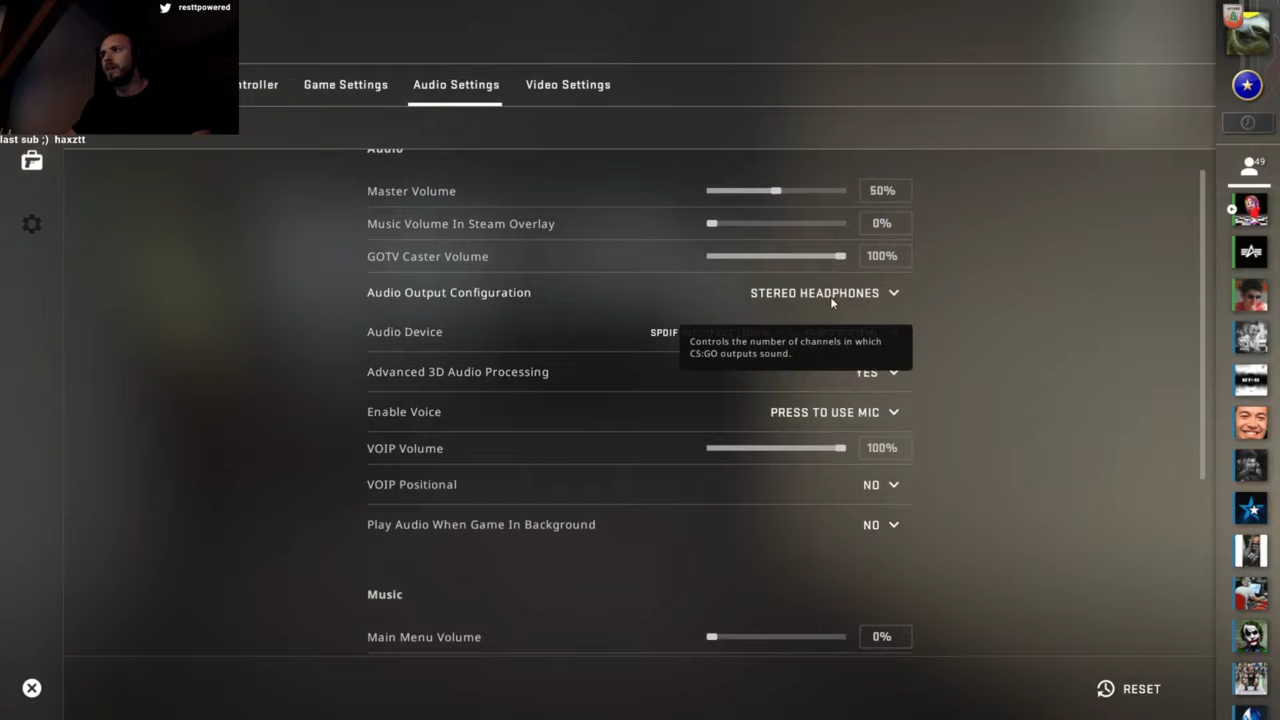 resttpowered
ntroller
Game Settings
Audio Settings
Video Settings
last sub ;) haxztt
Audio
Master Volume
50%
Music Volume In Steam Overlay
0%
GOTV Caster Volume
100%
49
Audio Output Configuration
STEREO HEADPHONES
Audio Device
SPDIF
Controls the number of channels in which
CS:GO outputs sound.
Advanced 3D Audio Processing
YES
Enable Voice
PRESS TO USE MIC
VOIP Volume
100%
VOIP Positional
NO
Play Audio When Game In Background
NO
Music
Main Menu Volume
0%
RESET